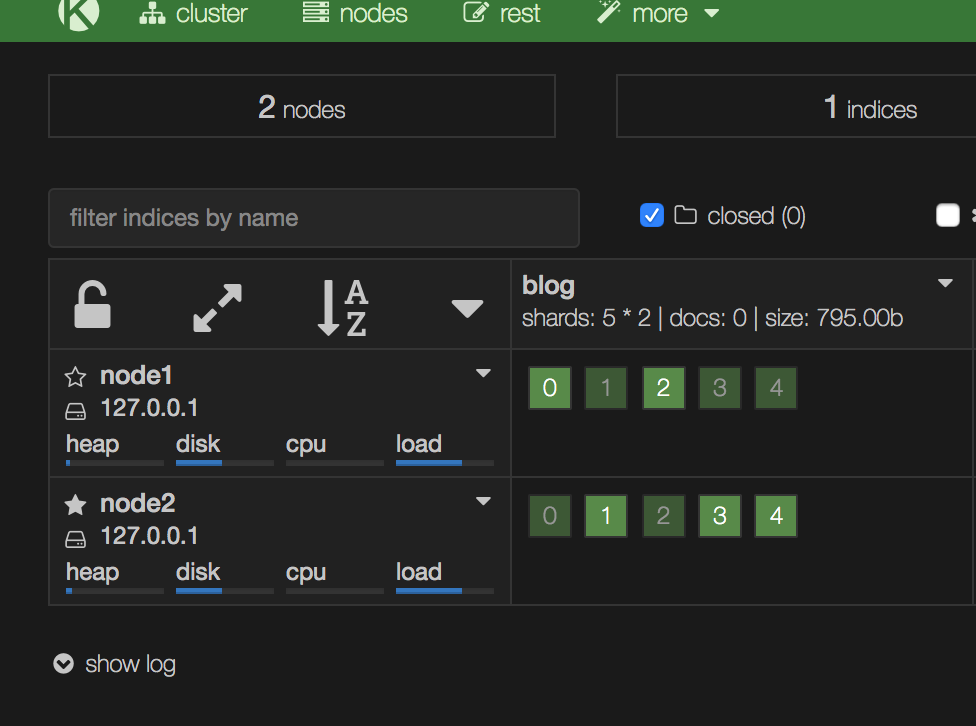 cluster nodes rest more
2 nodes 1 indices
filter indices by name closed (0)
A Z blog
shards: 5 * 2 | docs: 0 | size: 795.00b
node1 0 1 2 3 4
127.0.0.1
heap disk cpu load
node2 0 1 2 3 4
127.0.0.1
heap disk cpu load
show log